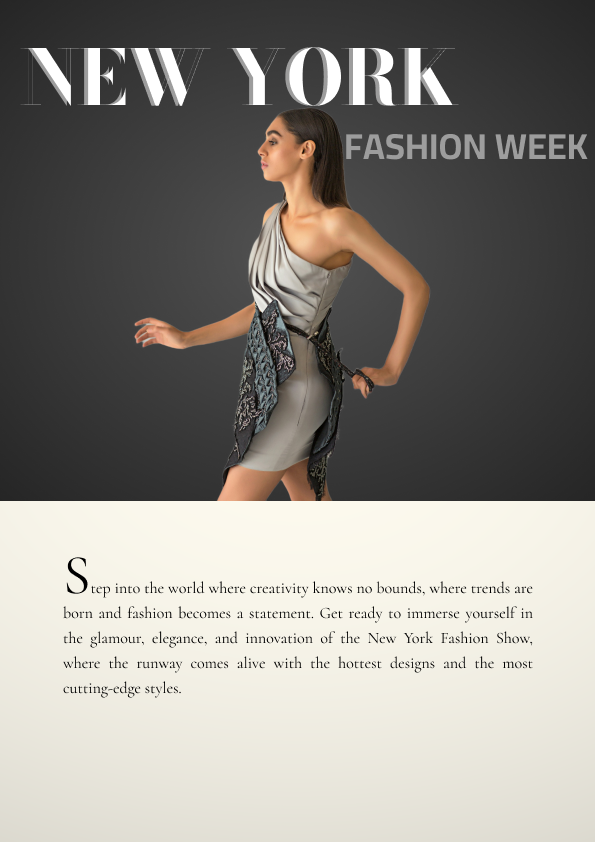 NEW YORK
FASHION WEEK
Step into the world where creativity knows no bounds, where trends are
born and fashion becomes a statement. Get ready to immerse yourself in
the glamour, elegance, and innovation of the New York Fashion Show,
where the runway comes alive with the hottest designs and the most
cutting-edge styles.